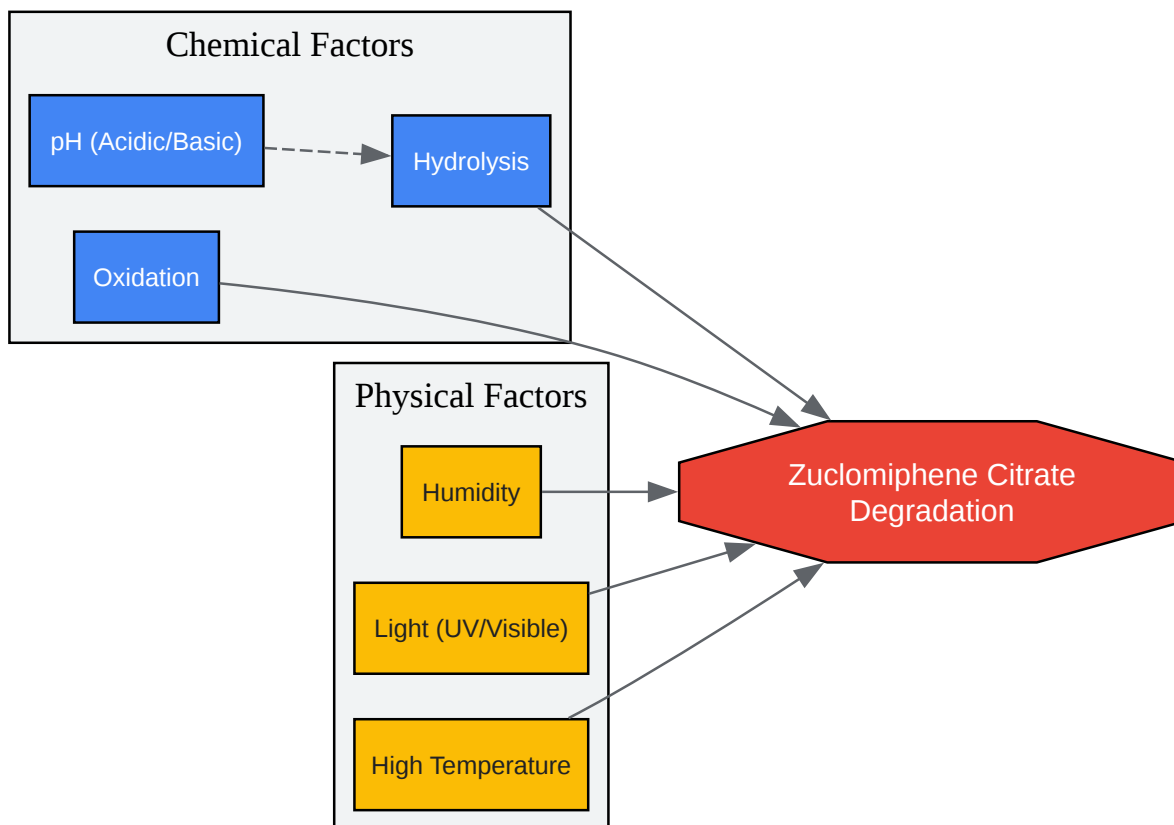 Chemical Factors
pH (Acidic/Basic)
Hydrolysis
Oxidation
Physical Factors
Humidity
Light (UV/Visible)
High Temperature
Zuclomiphene Citrate
Degradation